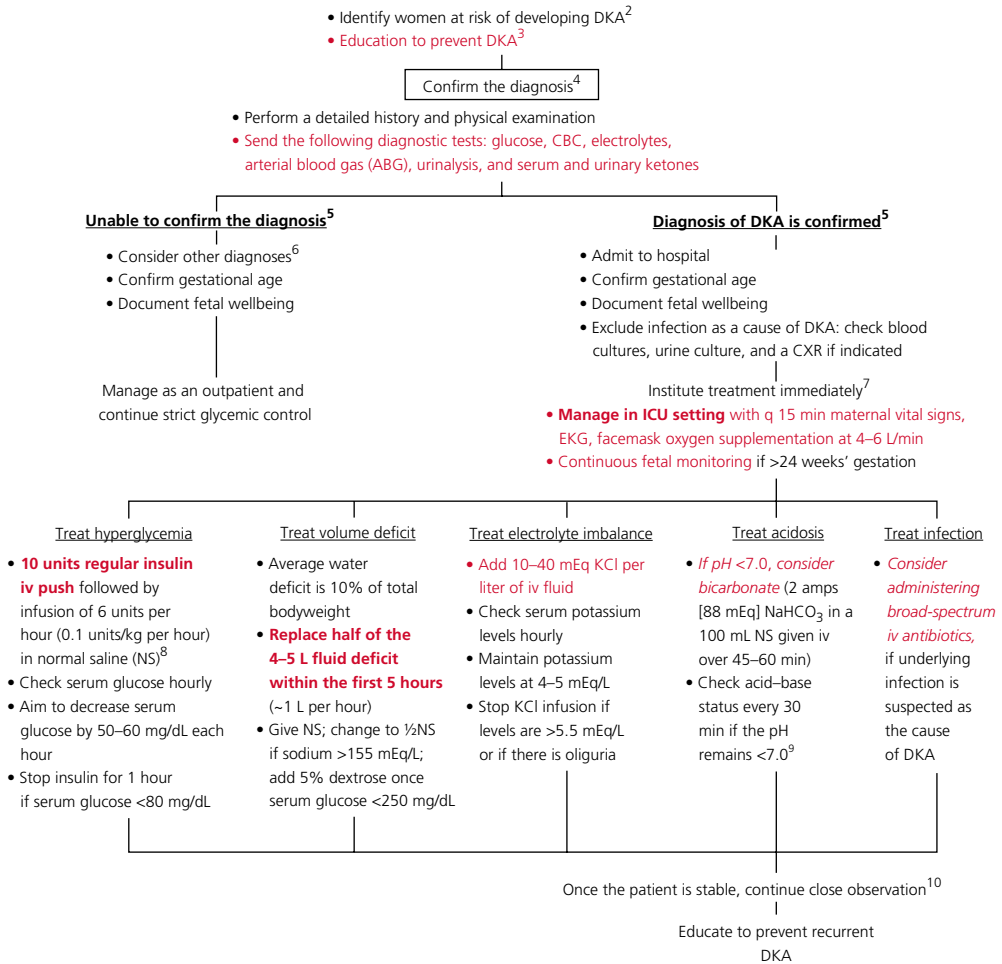 • Identify women at risk of developing DKA2
• Education to prevent DKA3
Confirm the diagnosis4
• Perform a detailed history and physical examination
• Send the following diagnostic tests: glucose, CBC, electrolytes,
arterial blood gas (ABG), urinalysis, and serum and urinary ketones
Unable to confirm the diagnosis5
• Consider other diagnoses6
• Confirm gestational age
• Document fetal wellbeing
Manage as an outpatient and
continue strict glycemic control
Diagnosis of DKA is confirmed5
• Admit to hospital
• Confirm gestational age
• Document fetal wellbeing
• Exclude infection as a cause of DKA: check blood
cultures, urine culture, and a CXR if indicated
Institute treatment immediately7
• Manage in ICU setting with q 15 min maternal vital signs,
EKG, facemask oxygen supplementation at 4–6 L/min
• Continuous fetal monitoring if >24 weeks' gestation
Treat hyperglycemia
• 10 units regular insulin
iv push followed by
infusion of 6 units per
hour (0.1 units/kg per hour)
in normal saline (NS)8
• Check serum glucose hourly
• Aim to decrease serum
glucose by 50–60 mg/dL each
hour
• Stop insulin for 1 hour
if serum glucose <80 mg/dL
Treat volume deficit
• Average water
deficit is 10% of total
bodyweight
• Replace half of the
4–5 L fluid deficit
within the first 5 hours
(~1 L per hour)
• Give NS; change to ½NS
if sodium >155 mEq/L;
add 5% dextrose once
serum glucose <250 mg/dL
Treat electrolyte imbalance
• Add 10–40 mEq KCl per
liter of iv fluid
• Check serum potassium
levels hourly
• Maintain potassium
levels at 4–5 mEq/L
• Stop KCl infusion if
levels are >5.5 mEq/L
or if there is oliguria
Treat acidosis
• If pH <7.0, consider
bicarbonate (2 amps
[88 mEq] NaHCO3 in a
100 mL NS given iv
over 45–60 min)
• Check acid–base
status every 30
min if the pH
remains <7.09
Treat infection
• Consider
administering
broad-spectrum
iv antibiotics,
if underlying
infection is
suspected as
the cause
of DKA
Once the patient is stable, continue close observation10
Educate to prevent recurrent
DKA